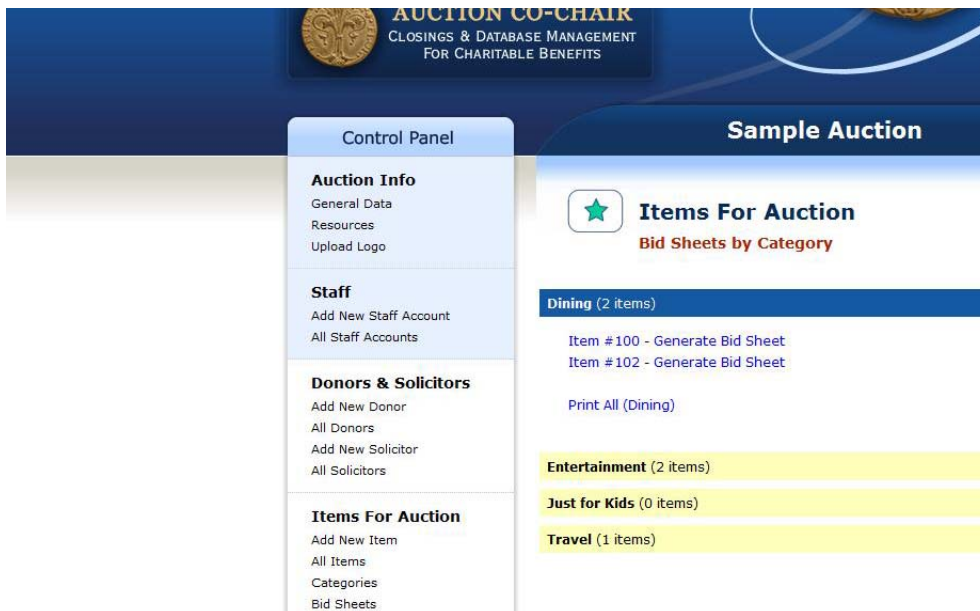 AUCTION CO-CHAIR
CLOSINGS & DATABASE MANAGEMENT
FOR CHARITABLE BENEFITS
Control Panel
Auction Info
General Data
Resources
Upload Logo
Staff
Add New Staff Account
All Staff Accounts
Donors & Solicitors
Add New Donor
All Donors
Add New Solicitor
All Solicitors
Items For Auction
Add New Item
All Items
Categories
Bid Sheets
Sample Auction
Items For Auction
Bid Sheets by Category
Dining (2 items)
Item #100 - Generate Bid Sheet
Item #102 - Generate Bid Sheet
Print All (Dining)
Entertainment (2 items)
Just for Kids (0 items)
Travel (1 items)